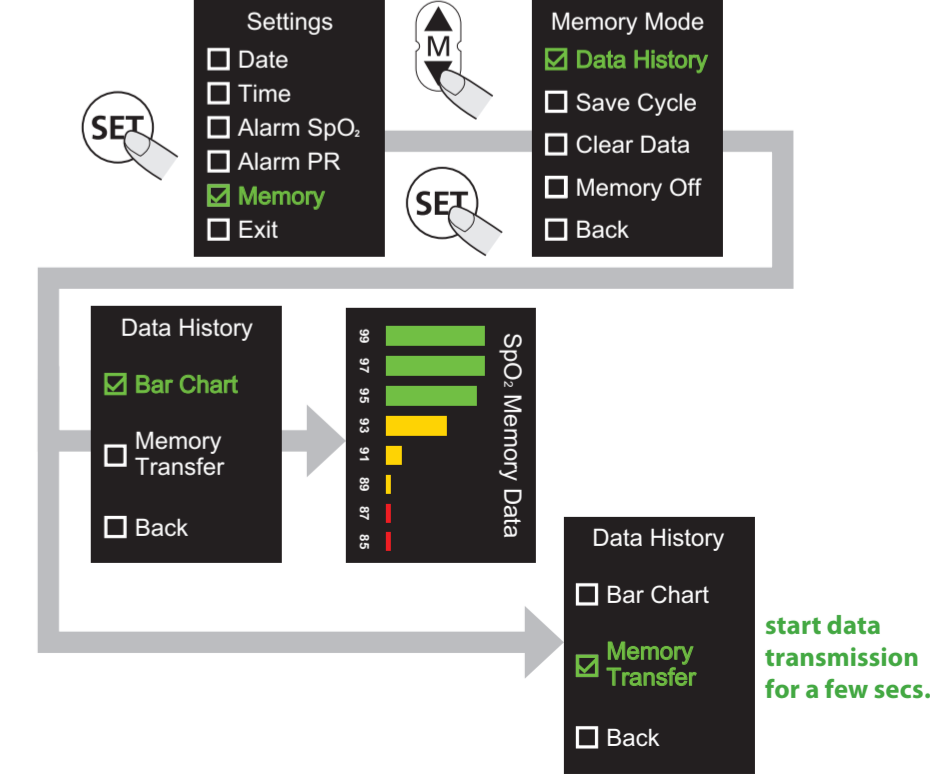 Settings
Date
Time
Alarm SpO₂
Alarm PR
Memory
Exit
SET
M
SET
Memory Mode
Data History
Save Cycle
Clear Data
Memory Off
Back
Data History
Bar Chart
Memory
Transfer
Back
SpO₂ Memory Data
99
97
95
93
91
89
87
85
Data History
Bar Chart
Memory
Transfer
Back
start data
transmission
for a few secs.